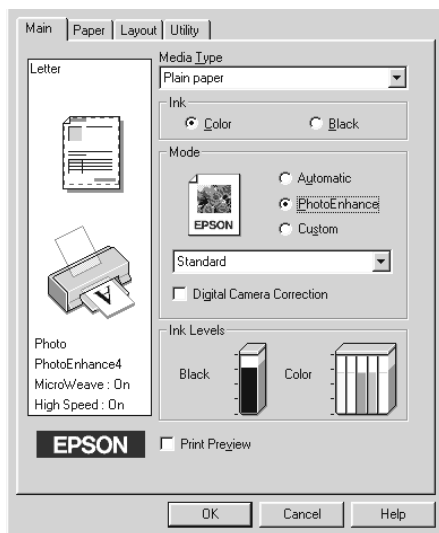 Main Paper Layout Utility
Letter
Media Type
Plain paper
Ink
Color Black
Mode
EPSON
Automatic
PhotoEnhance
Custom
Standard
Digital Camera Correction
A
Photo
PhotoEnhance4
MicroWeave : On
High Speed : On
Ink Levels
Black Color
EPSON
Print Preview
OK Cancel Help